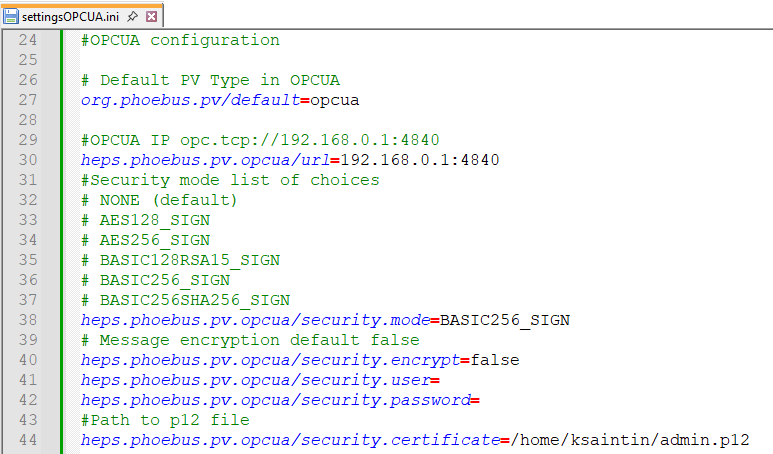 settingsOPCUA.ini
24 #OPCUA configuration
25
26 # Default PV Type in OPCUA
27 org.phoebus.pv/default=opcua
28
29 #OPCUA IP opc.tcp://192.168.0.1:4840
30 heps.phoebus.pv.opcua/url=192.168.0.1:4840
31 #Security mode list of choices
32 # NONE (default)
33 # AES128_SIGN
34 # AES256_SIGN
35 # BASIC128RSA15_SIGN
36 # BASIC256_SIGN
37 # BASIC256SHA256_SIGN
38 heps.phoebus.pv.opcua/security.mode=BASIC256_SIGN
39 # Message encryption default false
40 heps.phoebus.pv.opcua/security.encrypt=false
41 heps.phoebus.pv.opcua/security.user=
42 heps.phoebus.pv.opcua/security.password=
43 #Path to p12 file
44 heps.phoebus.pv.opcua/security.certificate=/home/ksaintin/admin.p12